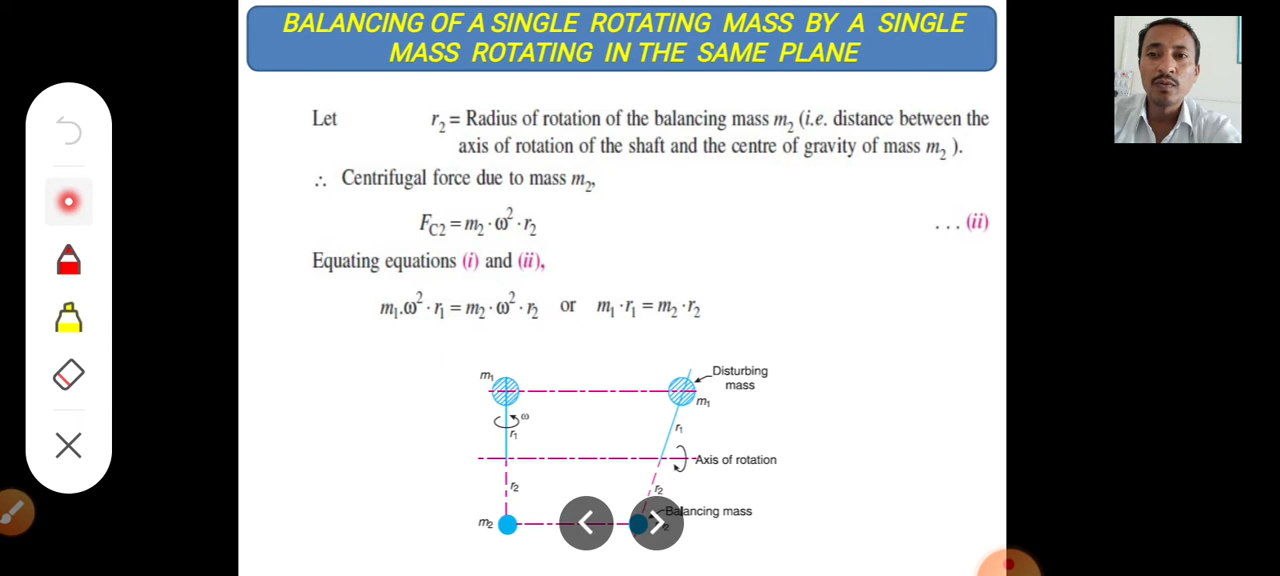 BALANCING OF A SINGLE ROTATING MASS BY A SINGLE
MASS ROTATING IN THE SAME PLANE
Let r₂ = Radius of rotation of the balancing mass m₂ (i.e. distance between the
axis of rotation of the shaft and the centre of gravity of mass m₂ ).
∴ Centrifugal force due to mass m₂,
F_C2 = m₂ · ω² · r₂ . . . (ii)
Equating equations (i) and (ii),
m₁.ω² · r₁ = m₂ · ω² · r₂ or m₁ · r₁ = m₂ · r₂
m₁
Disturbing
mass
m₁
ω
r₁
r₁
Axis of rotation
r₂
r₂
Balancing mass
m₂